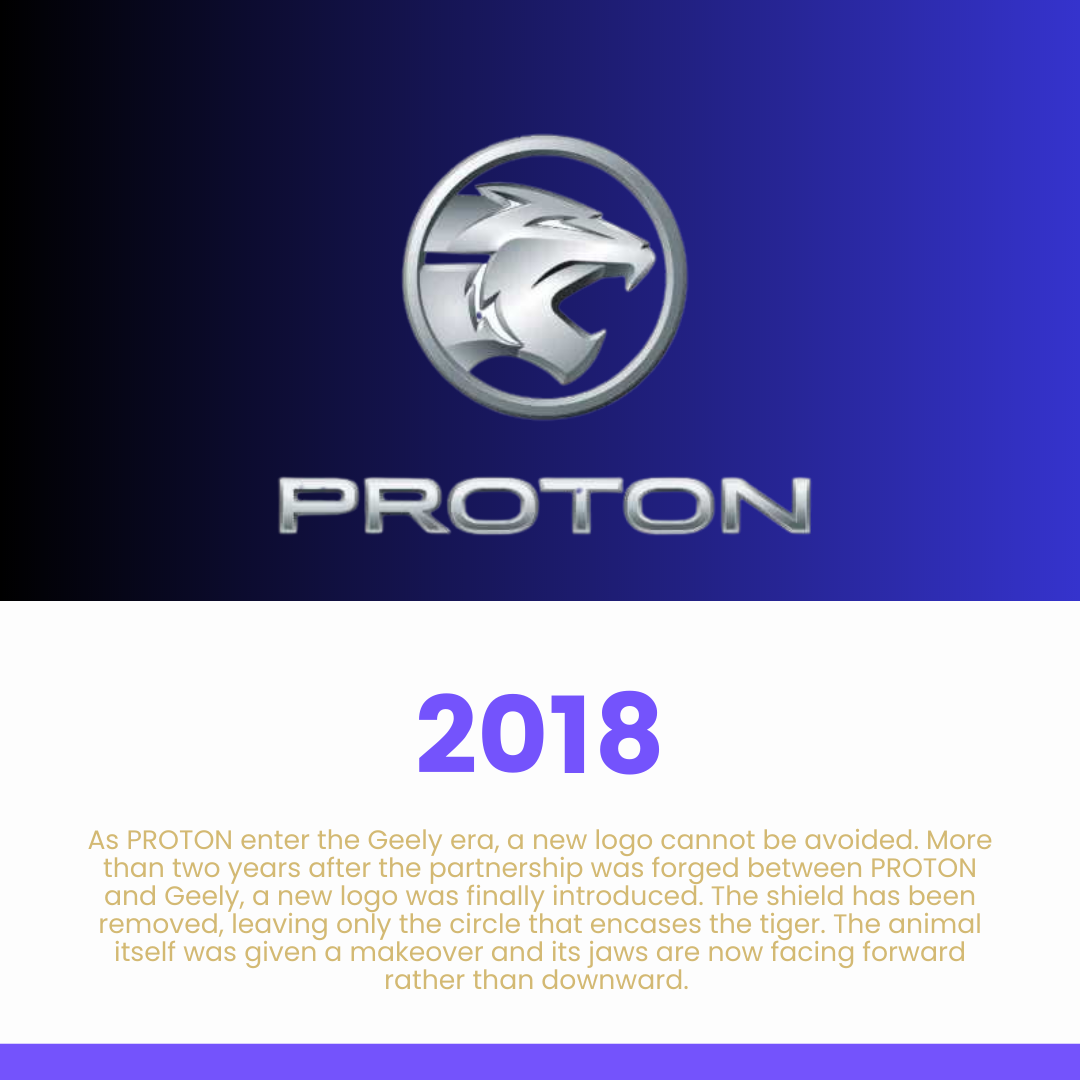 PROTON
2018
As PROTON enter the Geely era, a new logo cannot be avoided. More
than two years after the partnership was forged between PROTON
and Geely, a new logo was finally introduced. The shield has been
removed, leaving only the circle that encases the tiger. The animal
itself was given a makeover and its jaws are now facing forward
rather than downward.